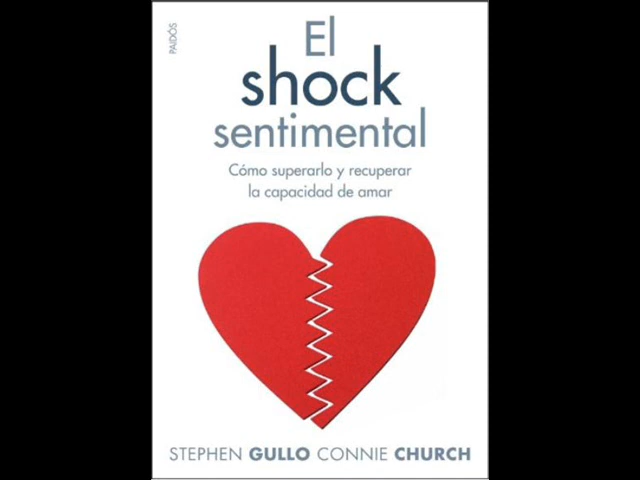 PAIDÓS
El
shock
sentimental
Cómo superarlo y recuperar
la capacidad de amar
STEPHEN GULLO CONNIE CHURCH